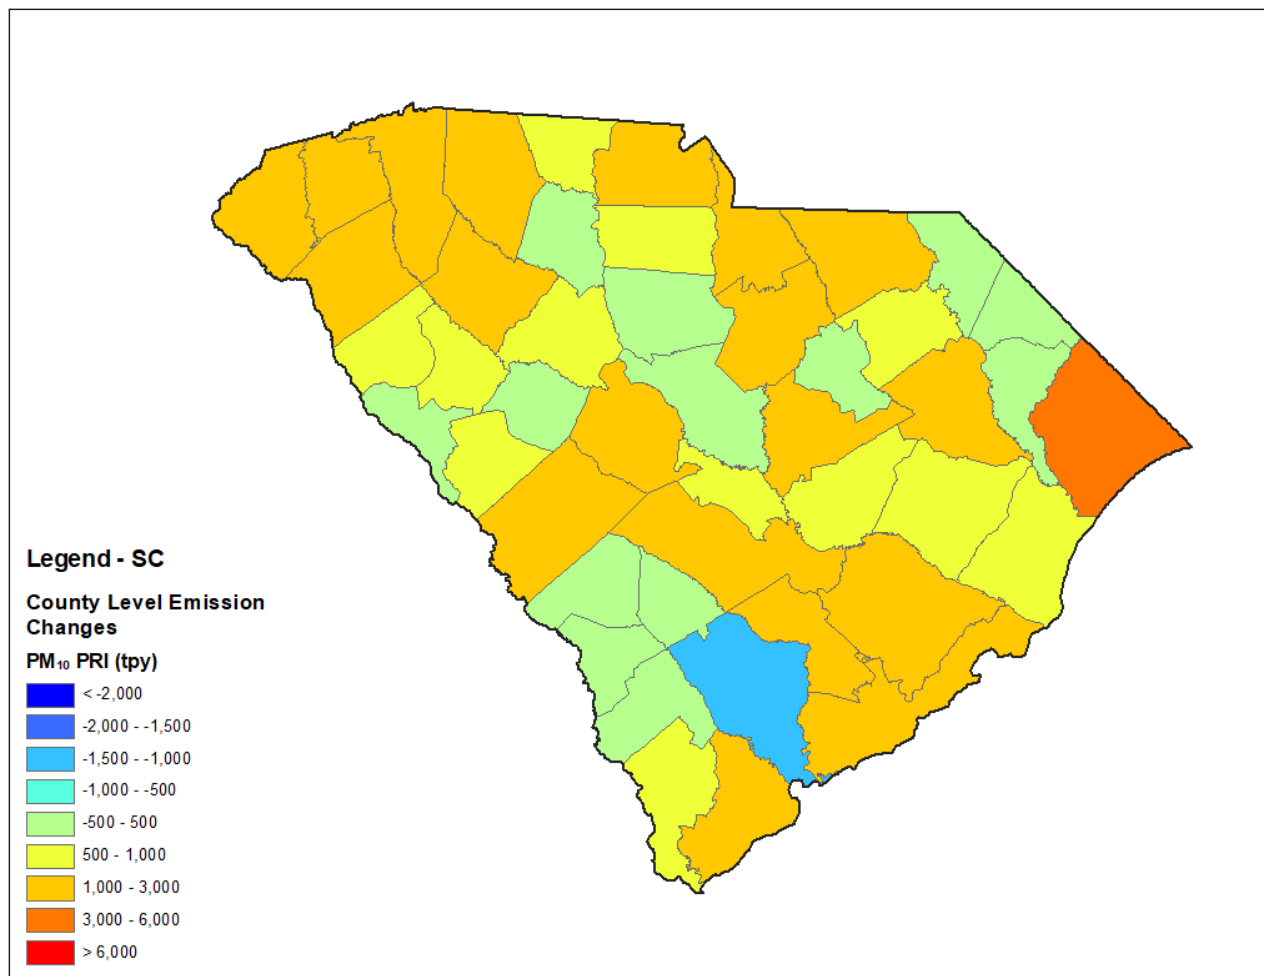 Legend - SC
County Level Emission
Changes
PM₁₀ PRI (tpy)
< -2,000
-2,000 - -1,500
-1,500 - -1,000
-1,000 - -500
-500 - 500
500 - 1,000
1,000 - 3,000
3,000 - 6,000
> 6,000